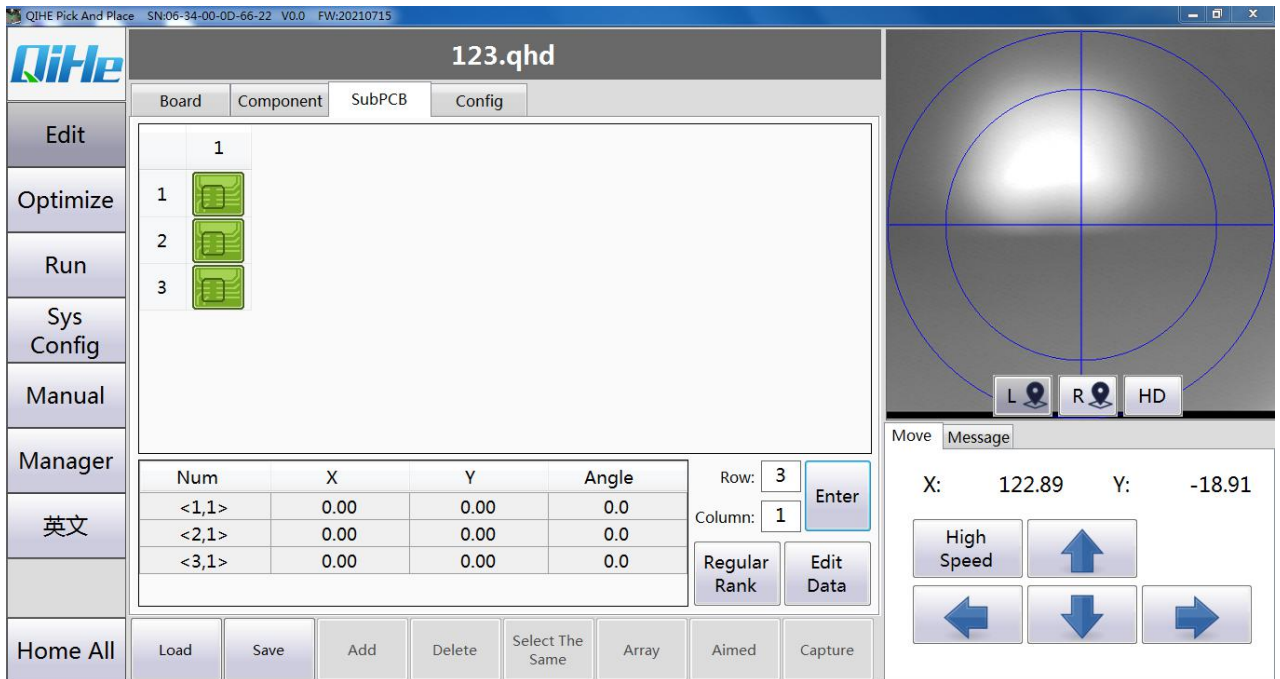 QIHE Pick And Place SN:06-34-00-0D-66-22 V0.0 FW:20210715
QiHe
123.qhd
Board Component SubPCB Config
Edit
Optimize
Run
Sys
Config
Manual
Manager
英文
Home All
1
1
2
3
Num X Y Angle
<1,1> 0.00 0.00 0.0
<2,1> 0.00 0.00 0.0
<3,1> 0.00 0.00 0.0
Row: 3
Column: 1
Enter
Regular
Rank
Edit
Data
Load Save Add Delete
Select The
Same
Array Aimed Capture
L R HD
Move Message
X: 122.89 Y: -18.91
High
Speed